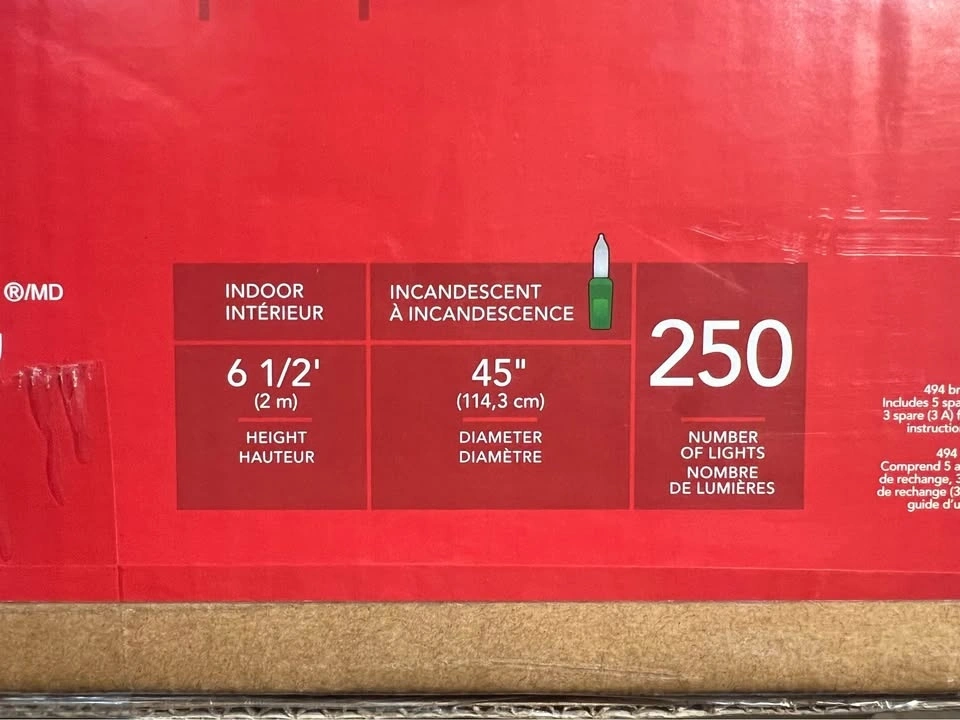 ®/MD
INDOOR
INTÉRIEUR
INCANDESCENT
À INCANDESCENCE
6 1/2'
(2 m)
HEIGHT
HAUTEUR
45"
(114,3 cm)
DIAMETER
DIAMÈTRE
250
NUMBER
OF LIGHTS
NOMBRE
DE LUMIÈRES
494
Includes 5
3 spare (3 A)
494
Comprend 5
de rechange,
de rechange
guide